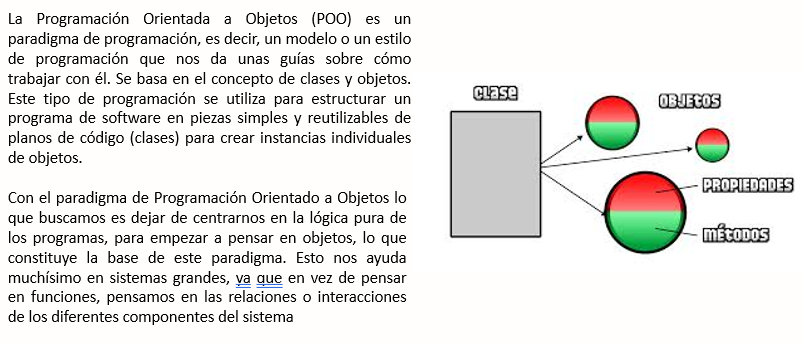 La Programación Orientada a Objetos (POO) es un
paradigma de programación, es decir, un modelo o un estilo
de programación que nos da unas guías sobre cómo
trabajar con él. Se basa en el concepto de clases y objetos.
Este tipo de programación se utiliza para estructurar un
programa de software en piezas simples y reutilizables de
planos de código (clases) para crear instancias individuales
de objetos.
Con el paradigma de Programación Orientado a Objetos lo
que buscamos es dejar de centrarnos en la lógica pura de
los programas, para empezar a pensar en objetos, lo que
constituye la base de este paradigma. Esto nos ayuda
muchísimo en sistemas grandes, ya que en vez de pensar
en funciones, pensamos en las relaciones o interacciones
de los diferentes componentes del sistema
CLASE
OBJETOS
PROPIEDADES
MÉTODOS